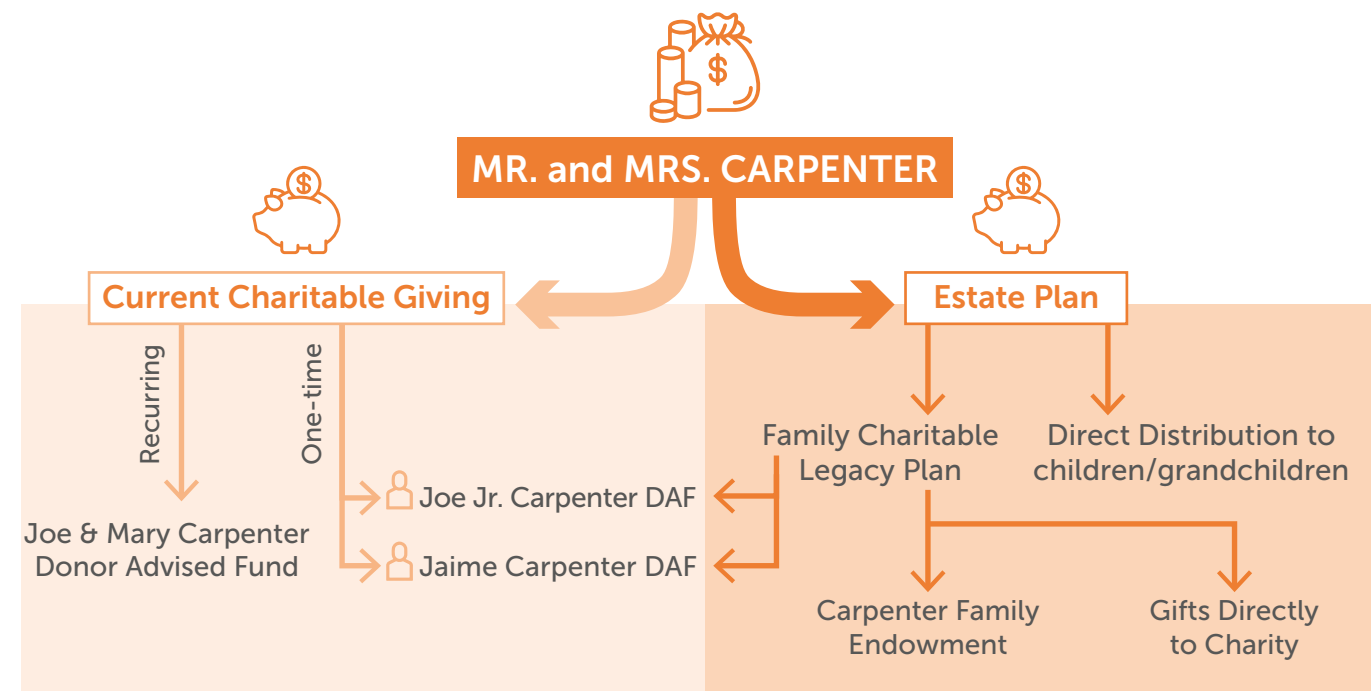 $
MR. and MRS. CARPENTER
$
$
Current Charitable Giving
Estate Plan
Recurring
One-time
Joe & Mary Carpenter
Donor Advised Fund
Joe Jr. Carpenter DAF
Jaime Carpenter DAF
Family Charitable
Legacy Plan
Direct Distribution to
children/grandchildren
Carpenter Family
Endowment
Gifts Directly
to Charity